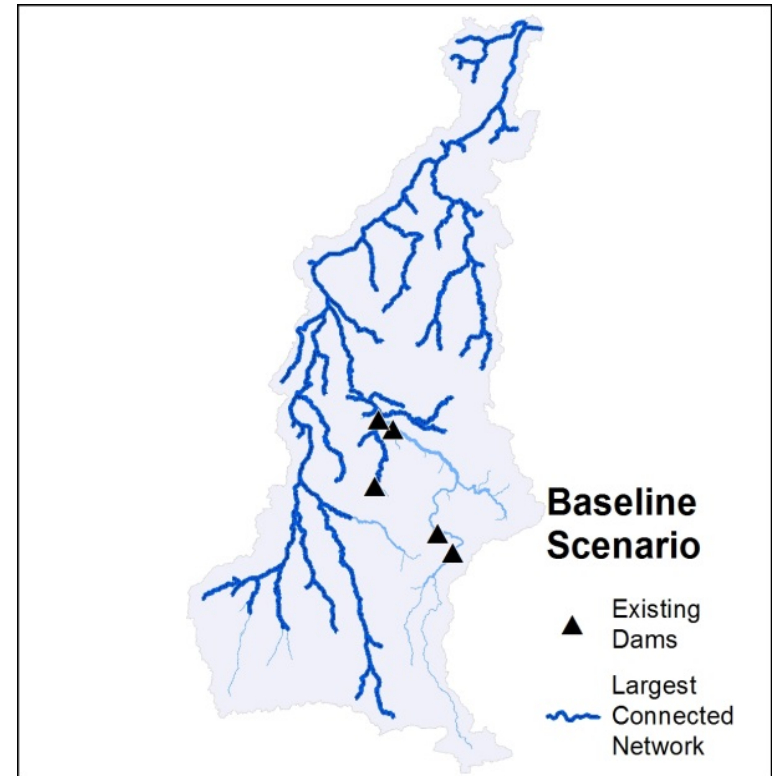 Baseline
Scenario
Existing
Dams
Largest
Connected
Network